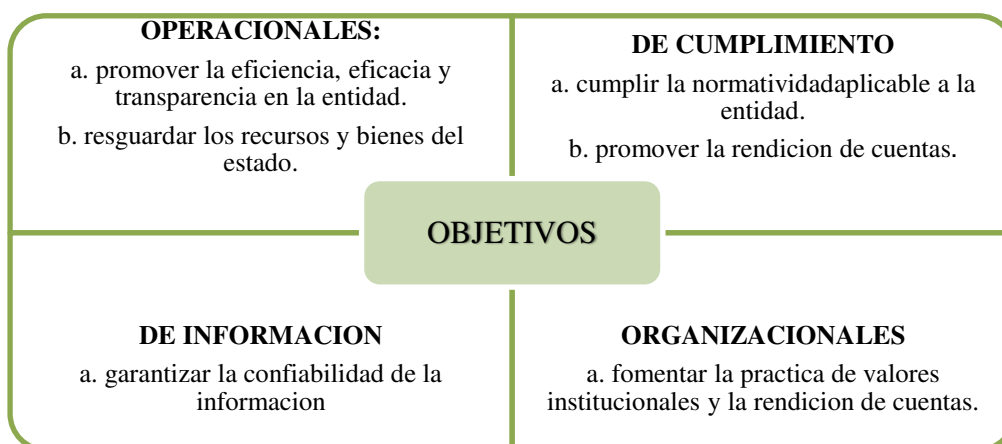 OPERACIONALES:
a. promover la eficiencia, eficacia y
transparencia en la entidad.
b. resguardar los recursos y bienes del
estado.
DE CUMPLIMIENTO
a. cumplir la normatividadaplicable a la
entidad.
b. promover la rendicion de cuentas.
OBJETIVOS
DE INFORMACION
a. garantizar la confiabilidad de la
informacion
ORGANIZACIONALES
a. fomentar la practica de valores
institucionales y la rendicion de cuentas.